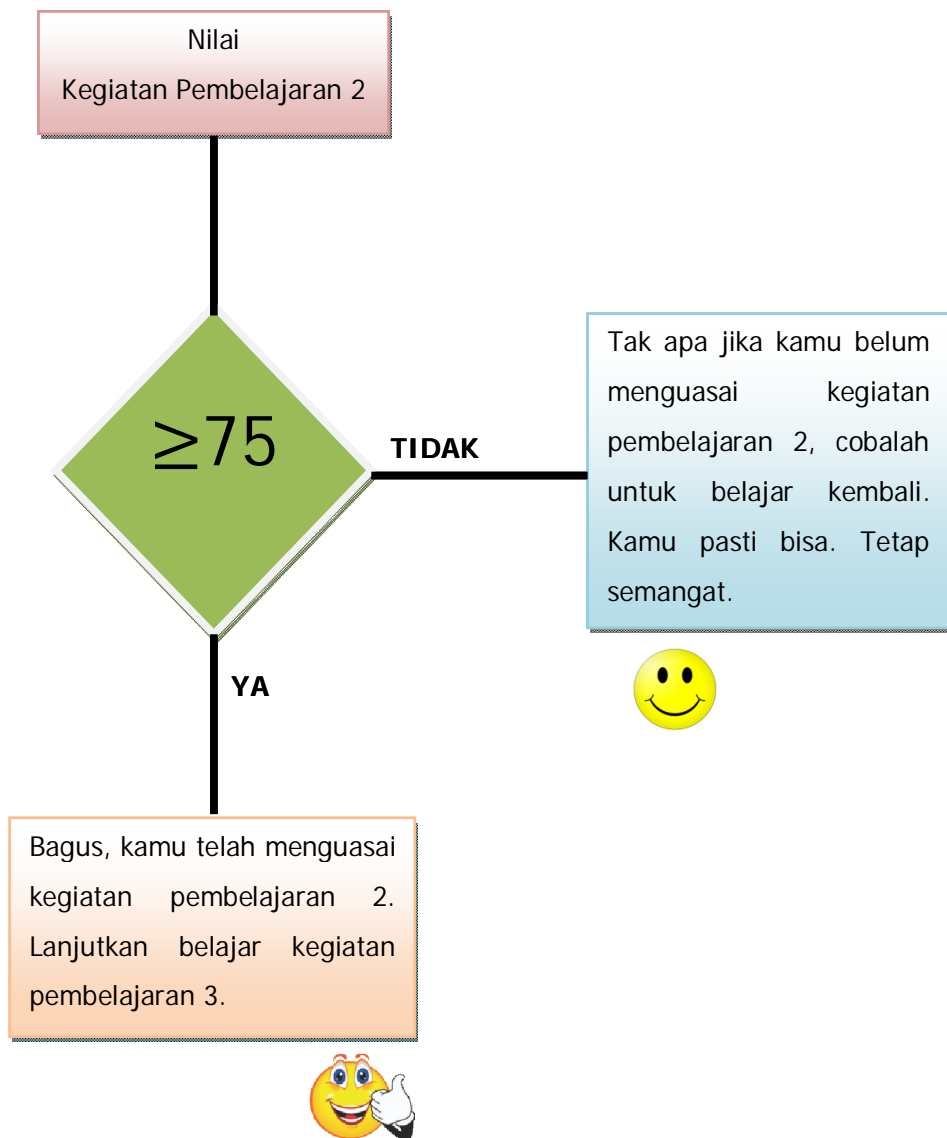 Nilai
Kegiatan Pembelajaran 2
≥75
TIDAK
Tak apa jika kamu belum
menguasai kegiatan
pembelajaran 2, cobalah
untuk belajar kembali.
Kamu pasti bisa. Tetap
semangat.
YA
Bagus, kamu telah menguasai
kegiatan pembelajaran 2.
Lanjutkan belajar kegiatan
pembelajaran 3.